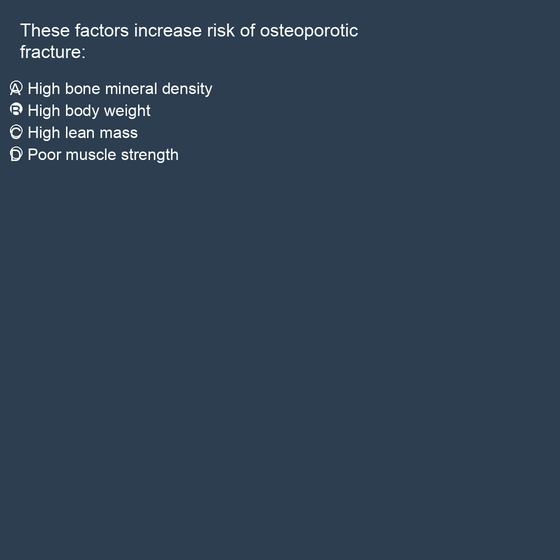 These factors increase risk of osteoporotic
fracture:
A High bone mineral density
B High body weight
C High lean mass
D Poor muscle strength